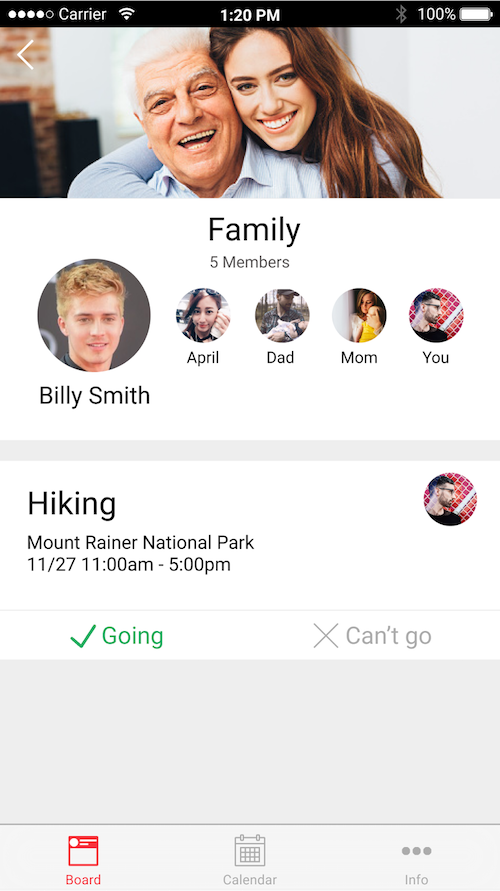 Carrier 1:20 PM 100%
Family
5 Members
April Dad Mom You
Billy Smith
Hiking
Mount Rainer National Park
11/27 11:00am - 5:00pm
Going Can't go
Board Calendar Info